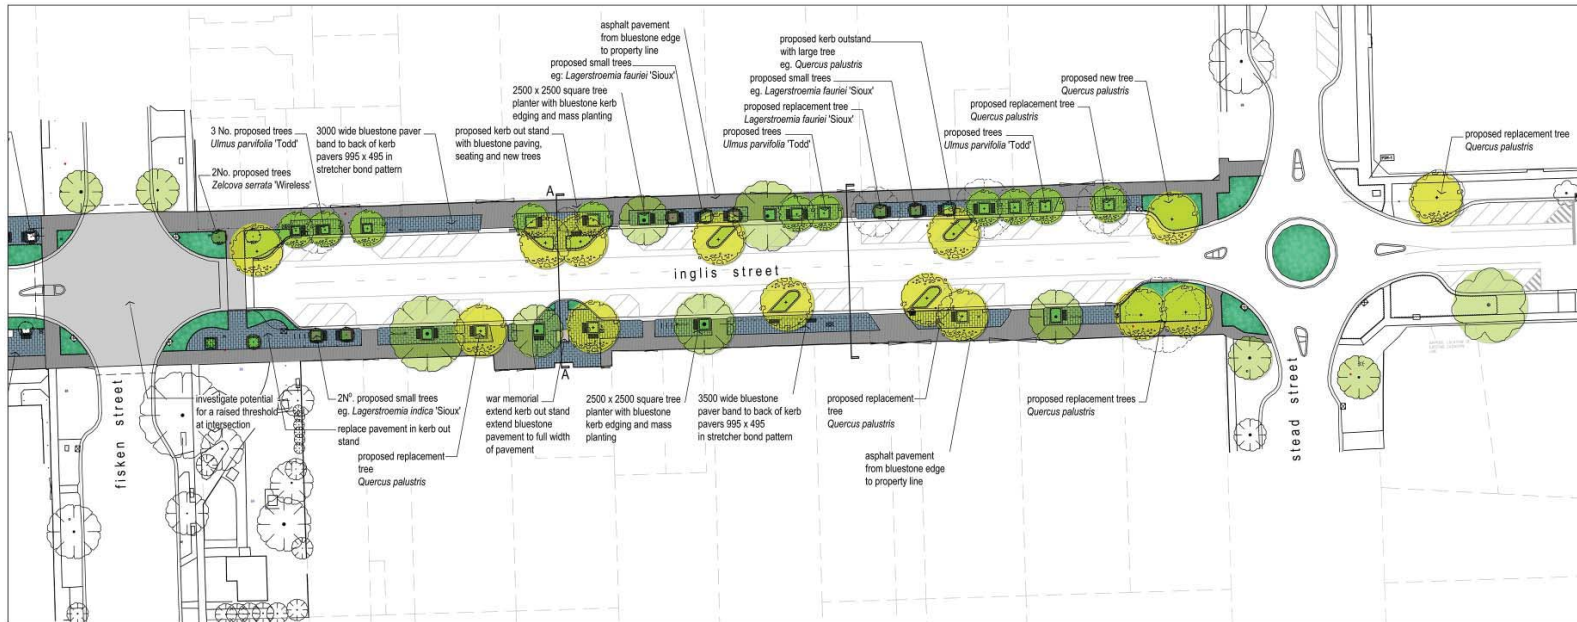 asphalt pavement
from bluestone edge
to property line
proposed small trees
eg: Lagerstroemia fauriei 'Sioux'
2500 x 2500 square tree
planter with bluestone kerb
edging and mass planting
proposed kerb outstand
with large tree
eg. Quercus palustris
proposed small trees
eg. Lagerstroemia fauriei 'Sioux'
proposed replacement tree
Lagerstroemia fauriei 'Sioux'
proposed trees
Ulmus parvifolia 'Todd'
proposed new tree
Quercus palustris
proposed replacement tree
Quercus palustris
proposed trees
Ulmus parvifolia 'Todd'
proposed replacement tree
Quercus palustris
3 No. proposed trees
Ulmus parvifolia 'Todd'
2No. proposed trees
Zelcova serrata 'Wireless'
3000 wide bluestone paver
band to back of kerb
pavers 995 x 495 in
stretcher bond pattern
proposed kerb out stand
with bluestone paving,
seating and new trees
A
inglis street
A
fisken street
stead street
investigate potential
for a raised threshold
at intersection
2Nº. proposed small trees
eg. Lagerstroemia indica 'Sioux'
replace pavement in kerb out
stand
proposed replacement
tree
Quercus palustris
war memorial
extend kerb out stand
extend bluestone
pavement to full width
of pavement
2500 x 2500 square tree
planter with bluestone
kerb edging and mass
planting
3500 wide bluestone
paver band to back of kerb
pavers 995 x 495
in stretcher bond pattern
proposed replacement
tree
Quercus palustris
asphalt pavement
from bluestone edge
to property line
proposed replacement trees
Quercus palustris